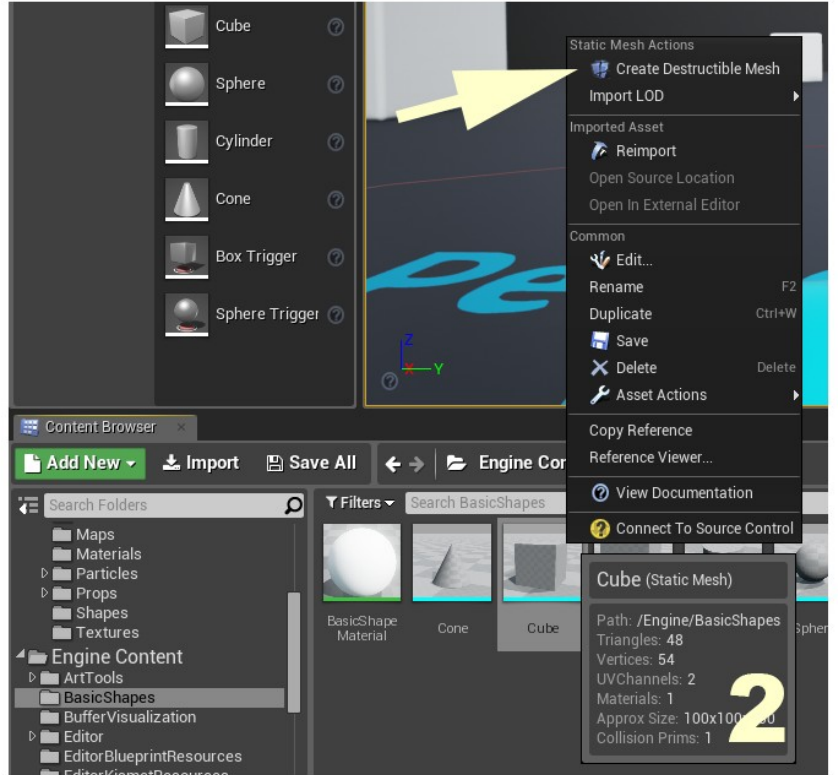 Cube
Sphere
Cylinder
Cone
Box Trigger
Sphere Trigger
Pe
Z
X
Y
Static Mesh Actions
Create Destructible Mesh
Import LOD
Imported Asset
Reimport
Open Source Location
Open In External Editor
Common
Edit...
Rename F2
Duplicate Ctrl+W
Save
Delete Delete
Asset Actions
Copy Reference
Reference Viewer...
View Documentation
Connect To Source Control
Content Browser
Add New Import Save All Engine Con
Search Folders
Maps
Materials
Particles
Props
Shapes
Textures
Engine Content
ArtTools
BasicShapes
BufferVisualization
Editor
EditorBlueprintResources
EditorKismetResources
Filters Search BasicShapes
BasicShape
Material
Cone
Cube
Spher
Cube (Static Mesh)
Path: /Engine/BasicShapes
Triangles: 48
Vertices: 54
UVChannels: 2
Materials: 1
Approx Size: 100x100x100
Collision Prims: 1
2